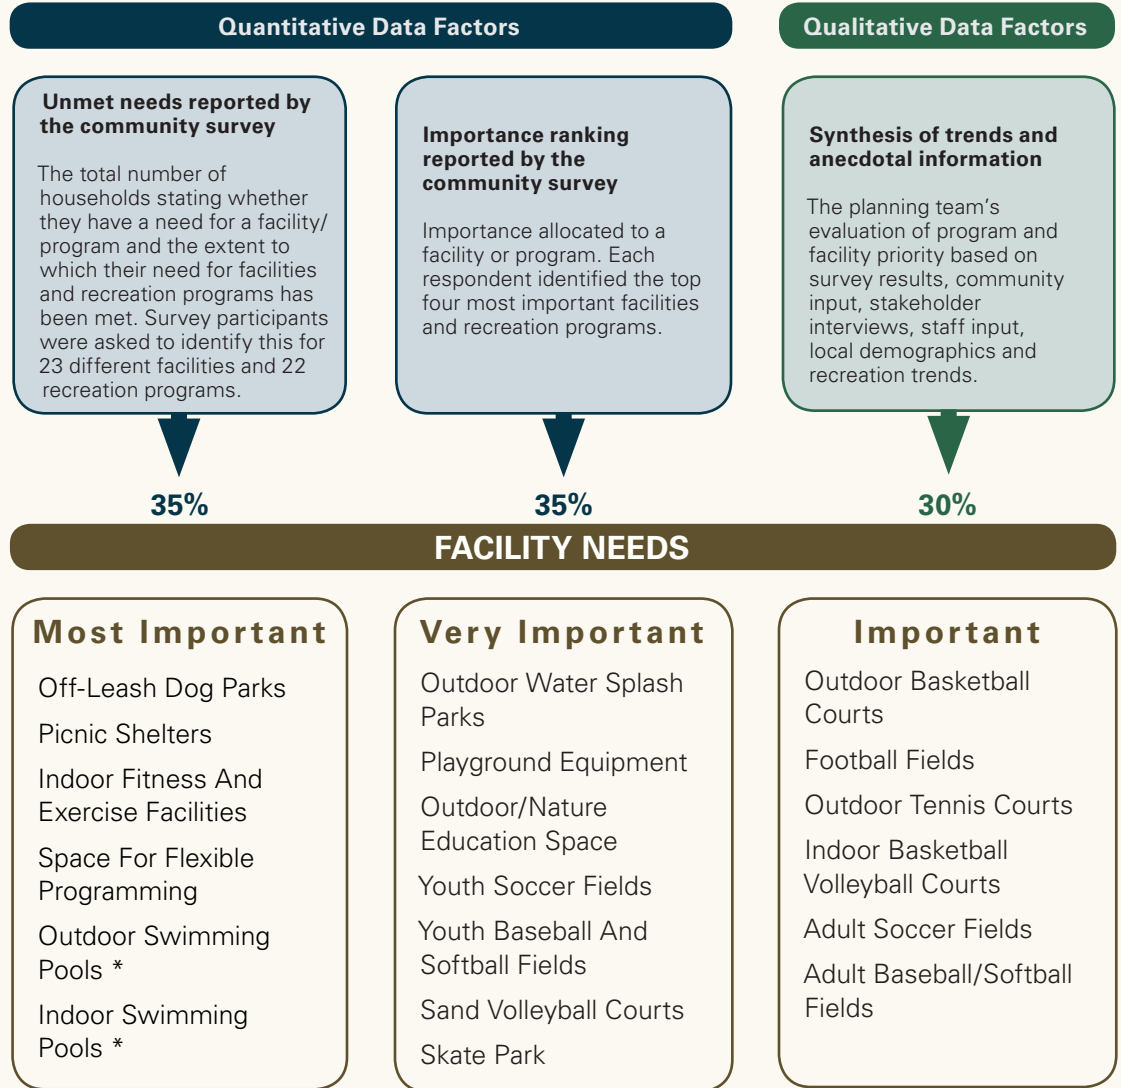 Quantitative Data Factors
Qualitative Data Factors
Unmet needs reported by
the community survey
The total number of
households stating whether
they have a need for a facility/
program and the extent to
which their need for facilities
and recreation programs has
been met. Survey participants
were asked to identify this for
23 different facilities and 22
recreation programs.
Importance ranking
reported by the
community survey
Importance allocated to a
facility or program. Each
respondent identified the top
four most important facilities
and recreation programs.
Synthesis of trends and
anecdotal information
The planning team's
evaluation of program and
facility priority based on
survey results, community
input, stakeholder
interviews, staff input,
local demographics and
recreation trends.
35%
35%
30%
FACILITY NEEDS
Most Important
Off-Leash Dog Parks
Picnic Shelters
Indoor Fitness And
Exercise Facilities
Space For Flexible
Programming
Outdoor Swimming
Pools *
Indoor Swimming
Pools *
Very Important
Outdoor Water Splash
Parks
Playground Equipment
Outdoor/Nature
Education Space
Youth Soccer Fields
Youth Baseball And
Softball Fields
Sand Volleyball Courts
Skate Park
Important
Outdoor Basketball
Courts
Football Fields
Outdoor Tennis Courts
Indoor Basketball
Volleyball Courts
Adult Soccer Fields
Adult Baseball/Softball
Fields